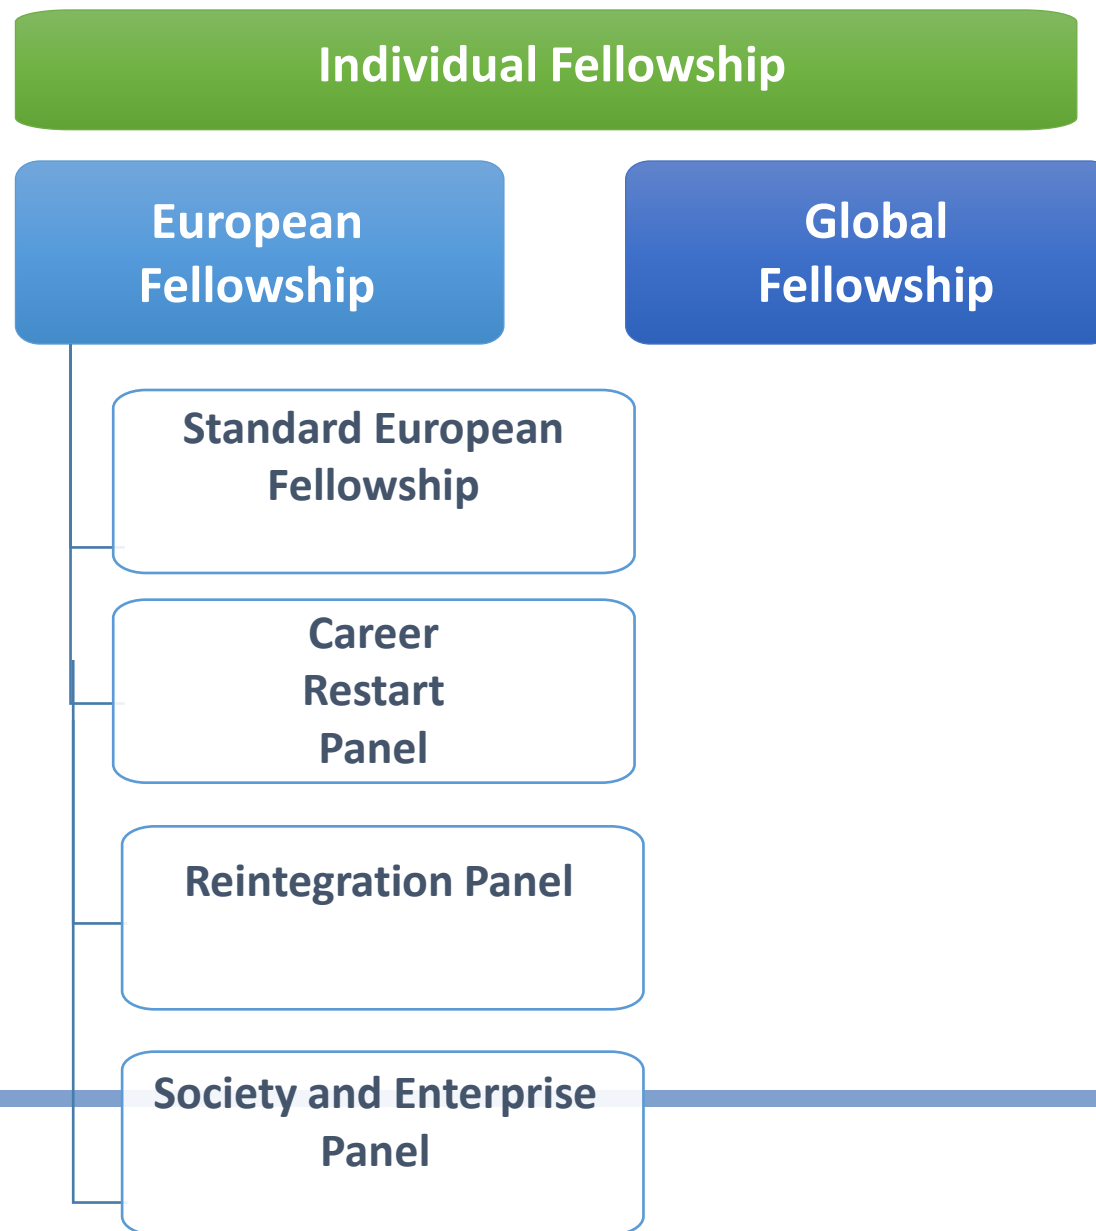 Individual Fellowship
European
Fellowship
Global
Fellowship
Standard European
Fellowship
Career
Restart
Panel
Reintegration Panel
Society and Enterprise
Panel